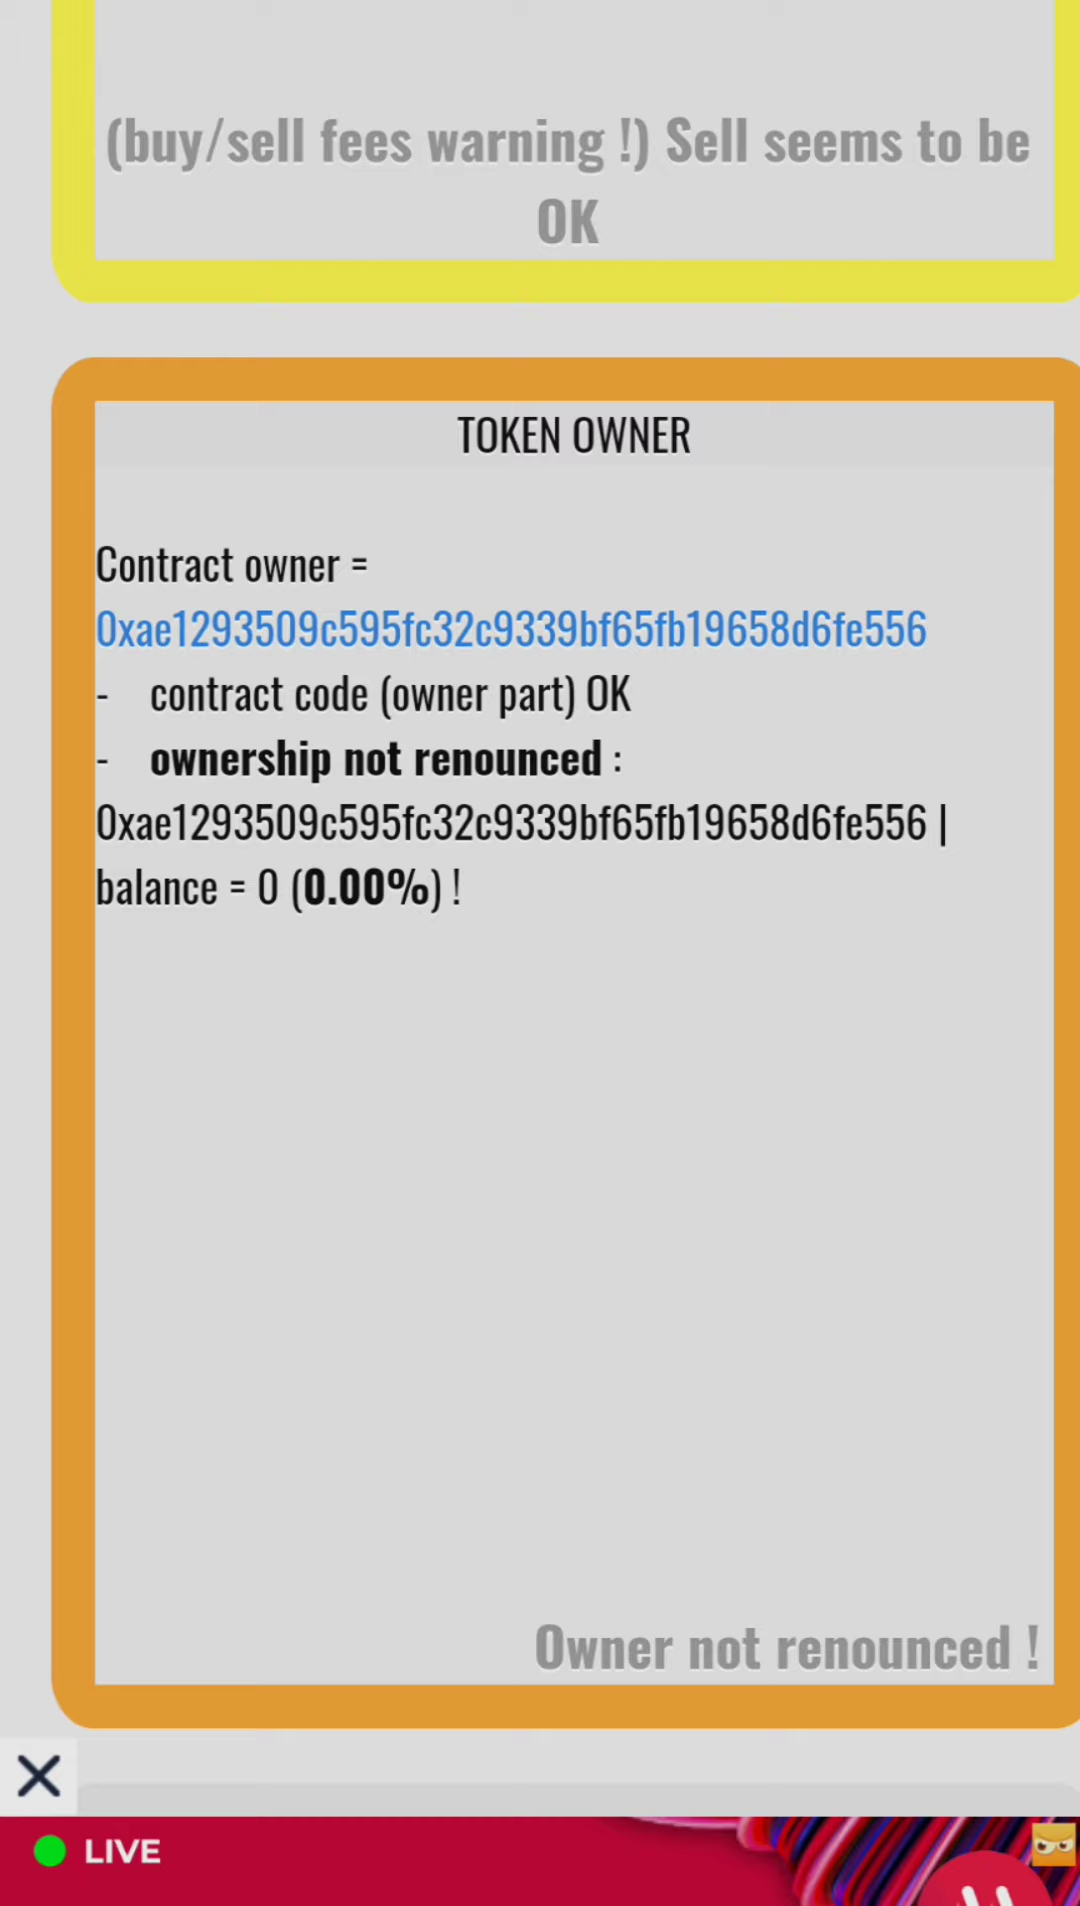 (buy/sell fees warning !) Sell seems to be
OK
TOKEN OWNER
Contract owner =
0xae1293509c595fc32c9339bf65fb19658d6fe556
- contract code (owner part) OK
- ownership not renounced :
0xae1293509c595fc32c9339bf65fb19658d6fe556 |
balance = 0 (0.00%) !
Owner not renounced !
LIVE